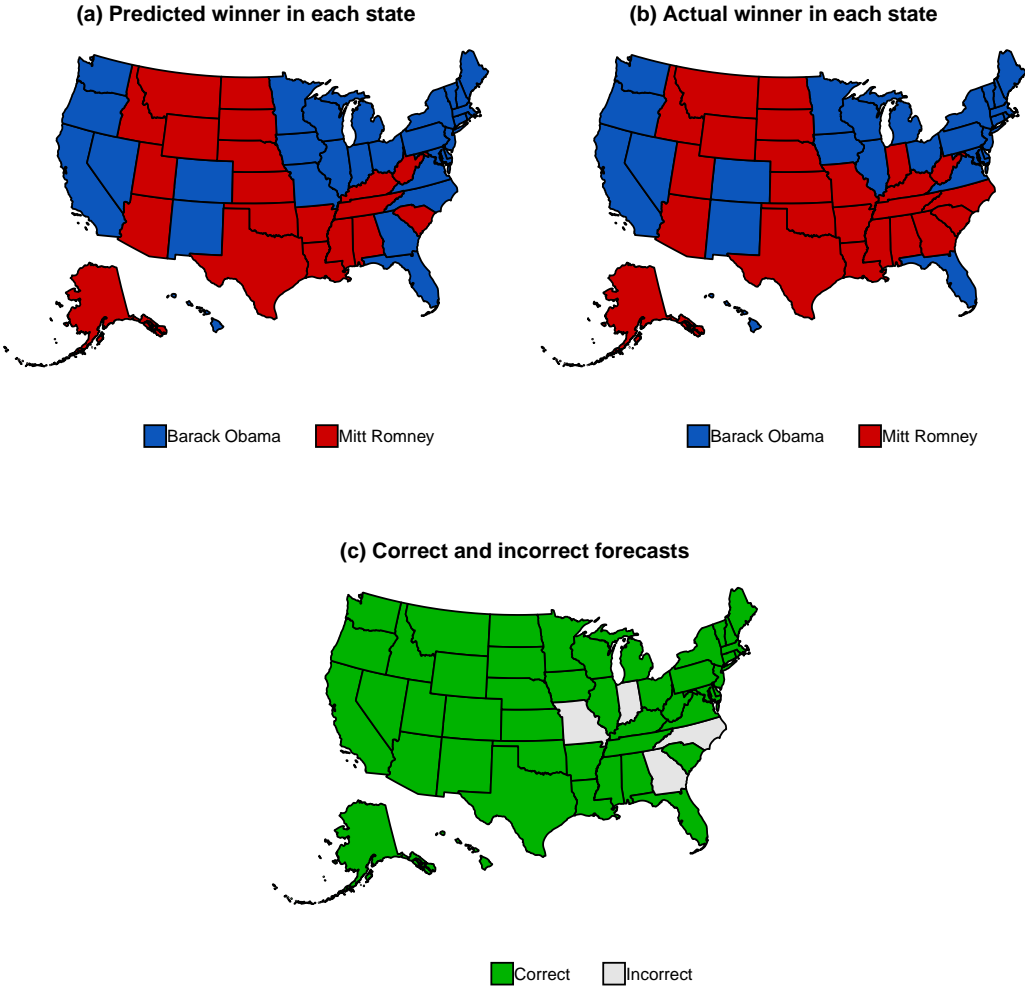 (a) Predicted winner in each state
(b) Actual winner in each state
Barack Obama Mitt Romney
Barack Obama Mitt Romney
(c) Correct and incorrect forecasts
Correct Incorrect